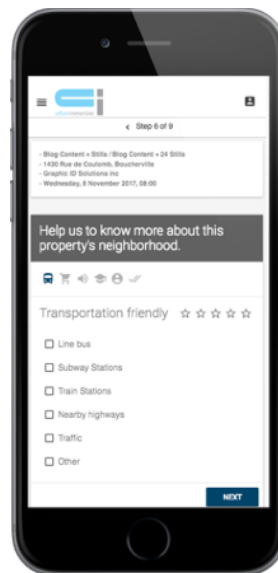 urbanimmersive
Step 6 of 9
- Blog Content + Stills / Blog Content + 24 Stills
- 1430 Rue de Coulomb, Boucherville
- Graphic ID Solutions inc
- Wednesday, 8 November 2017, 08:00
Help us to know more about this
property's neighborhood.
Transportation friendly
Line bus
Subway Stations
Train Stations
Nearby highways
Traffic
Other
NEXT